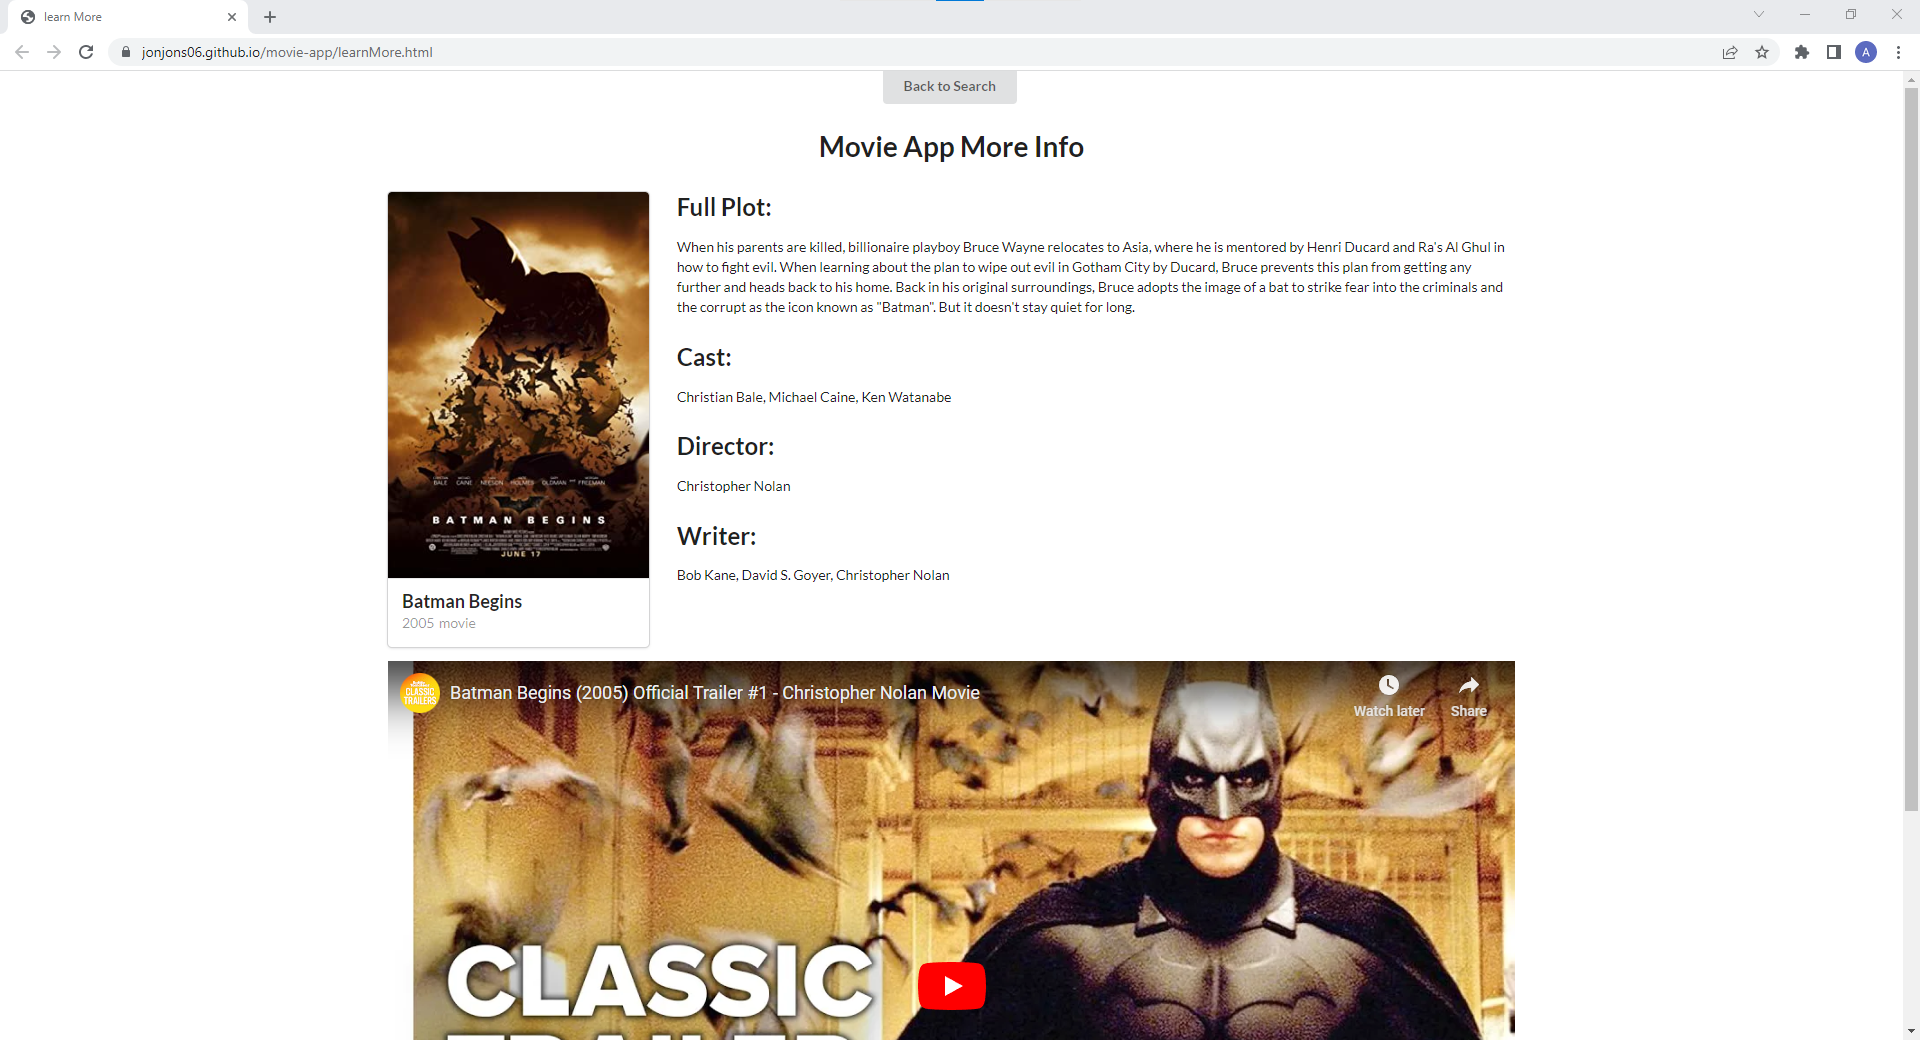 learn More
jonjons06.github.io/movie-app/learnMore.html
A
Back to Search
Movie App More Info
Full Plot:
When his parents are killed, billionaire playboy Bruce Wayne relocates to Asia, where he is mentored by Henri Ducard and Ra's Al Ghul in
how to fight evil. When learning about the plan to wipe out evil in Gotham City by Ducard, Bruce prevents this plan from getting any
further and heads back to his home. Back in his original surroundings, Bruce adopts the image of a bat to strike fear into the criminals and
the corrupt as the icon known as "Batman". But it doesn't stay quiet for long.
Cast:
Christian Bale, Michael Caine, Ken Watanabe
Director:
Christopher Nolan
Writer:
Bob Kane, David S. Goyer, Christopher Nolan
BALE CAINE NEESON HOLMES OLDMAN AND FREEMAN
BATMAN BEGINS
JUNE 17
Batman Begins
2005 movie
CLASSIC
TRAILERS
Batman Begins (2005) Official Trailer #1 - Christopher Nolan Movie
Watch later
Share
CLASSIC
TRAILER